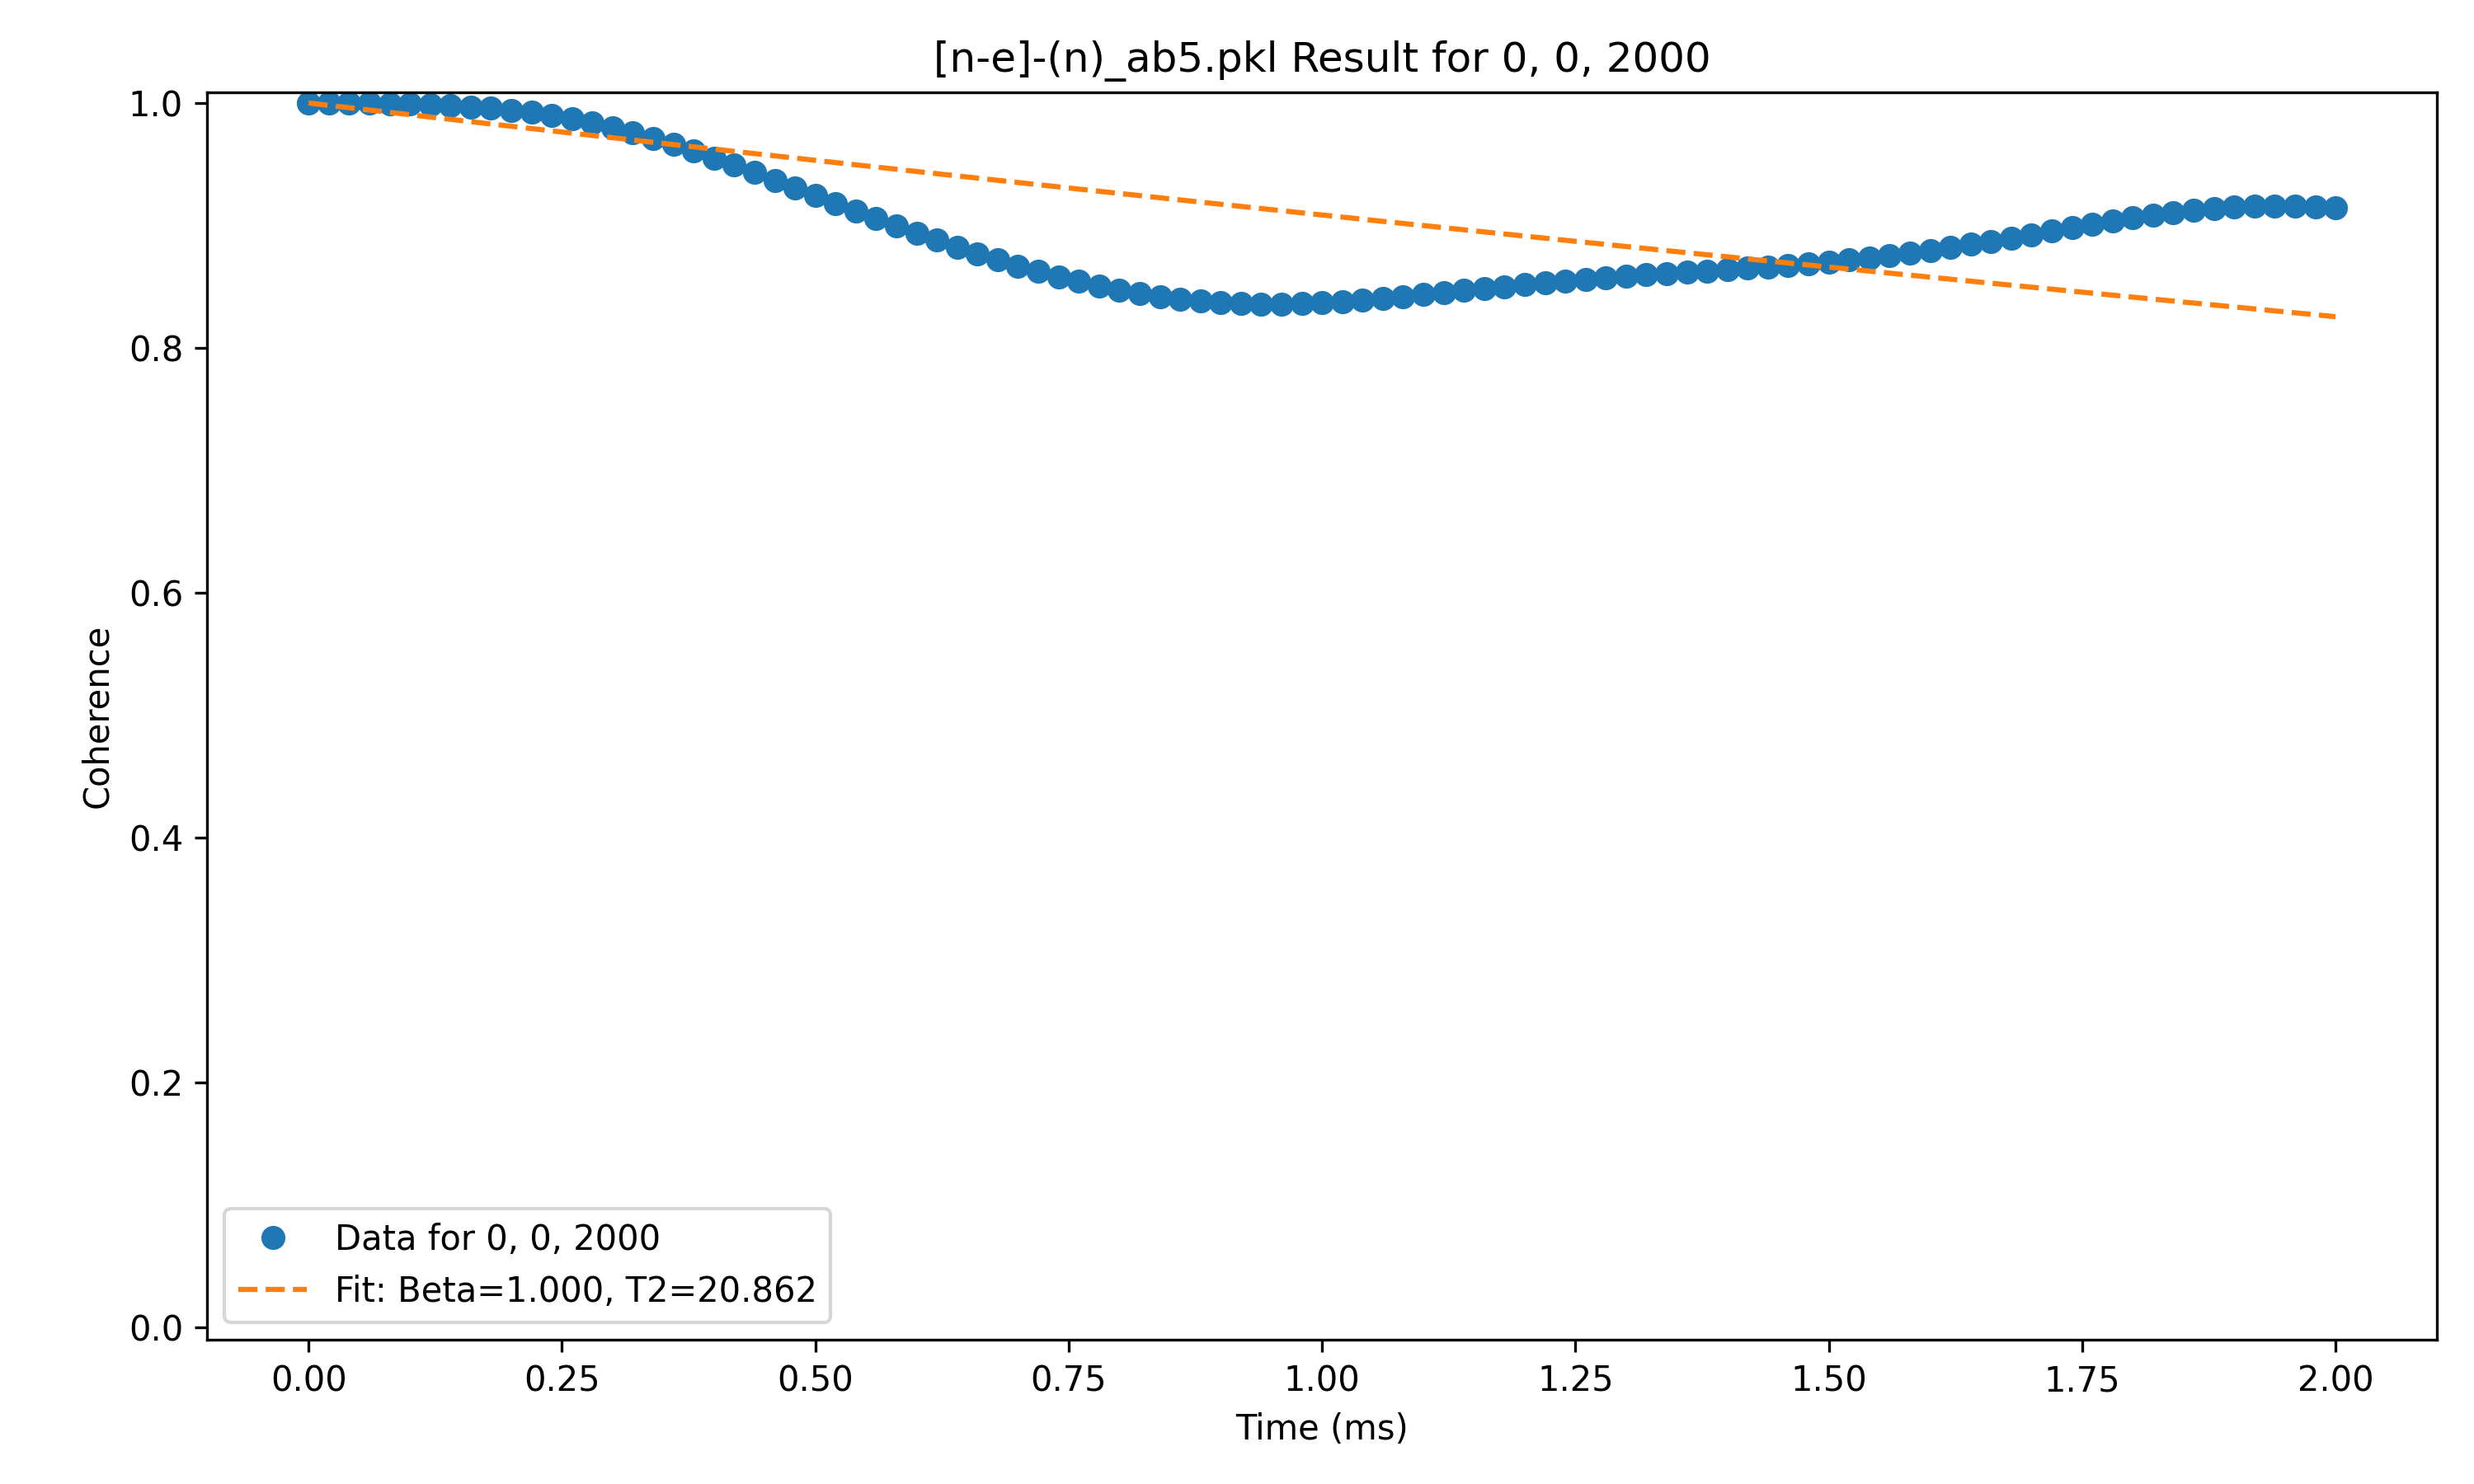 [n-e]-(n)_ab5.pkl Result for 0, 0, 2000
1.0
0.8
0.6
0.4
0.2
0.0
Coherence
Data for 0, 0, 2000
Fit: Beta=1.000, T2=20.862
0.00 0.25 0.50 0.75 1.00 1.25 1.50 1.75 2.00
Time (ms)